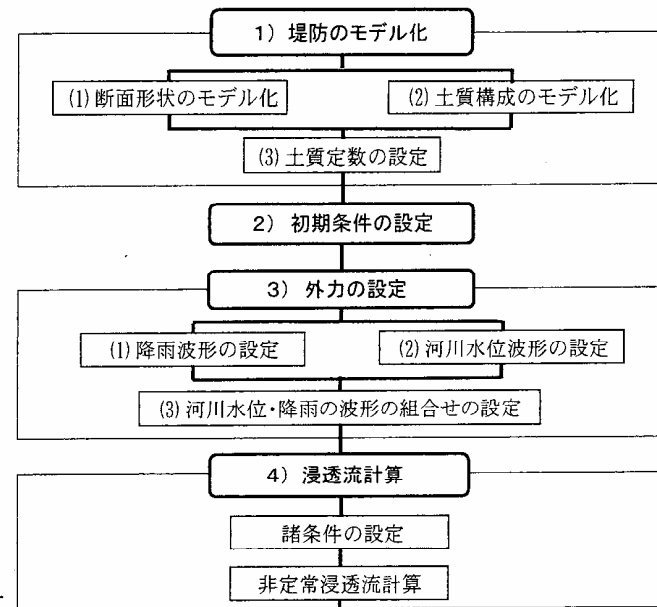 1) 堤防のモデル化
(1) 断面形状のモデル化
(2) 土質構成のモデル化
(3) 土質定数の設定
2) 初期条件の設定
3) 外力の設定
(1) 降雨波形の設定
(2) 河川水位波形の設定
(3) 河川水位・降雨の波形の組合せの設定
4) 浸透流計算
諸条件の設定
非定常浸透流計算